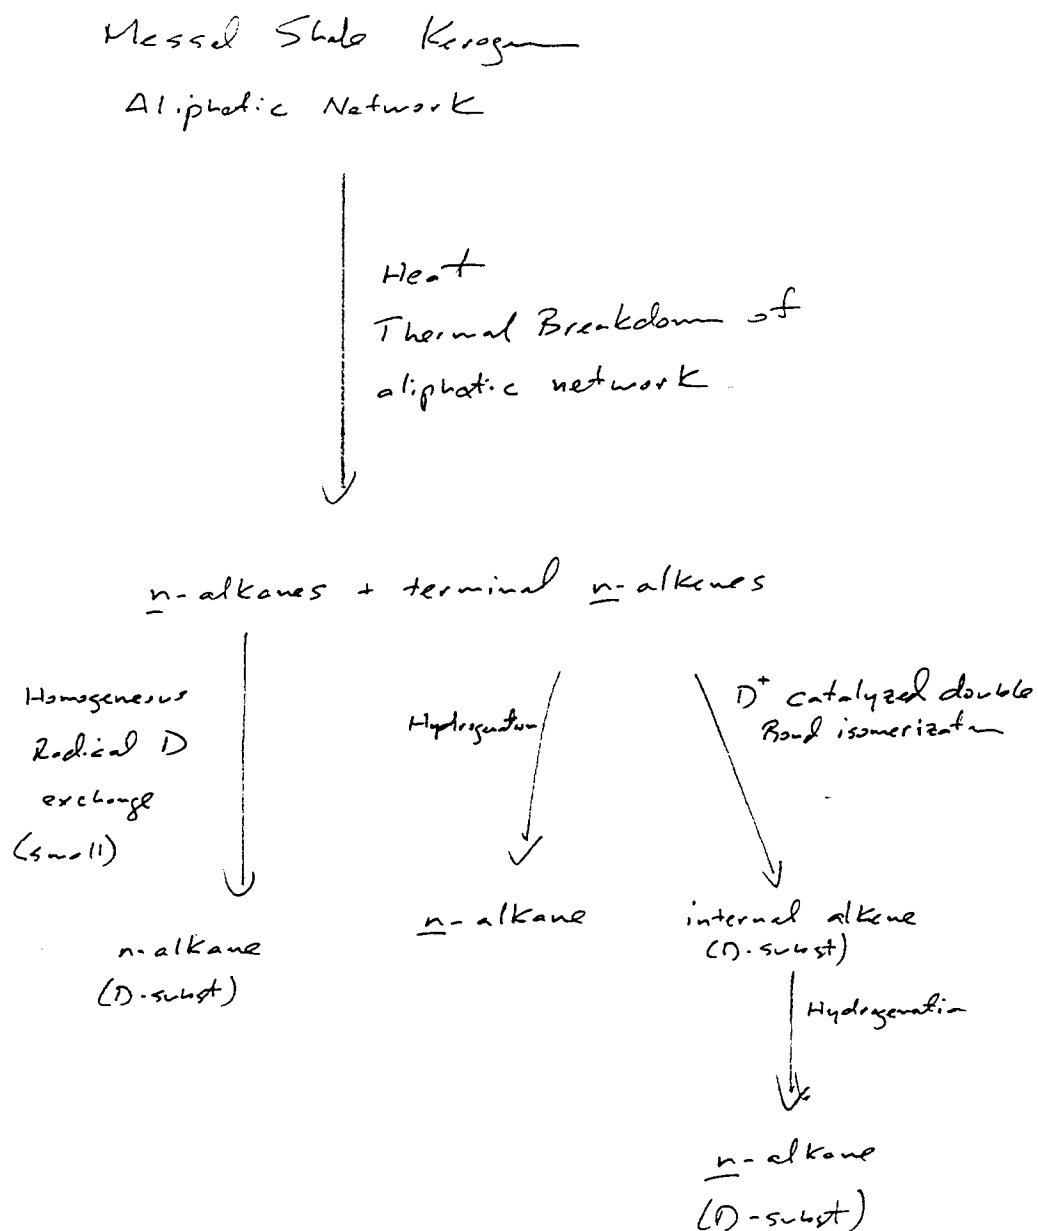 Messel Shale Kerogen
Aliphatic Network
Heat
Thermal Breakdown of
aliphatic network
n-alkanes + terminal n-alkenes
Homogeneous
Radical D
exchange
(small)
n-alkane
(D-subst)
Hydrogenation
n-alkane
D+ catalyzed double
Bond isomerization
internal alkene
(D-subst)
Hydrogenation
n-alkane
(D-subst)